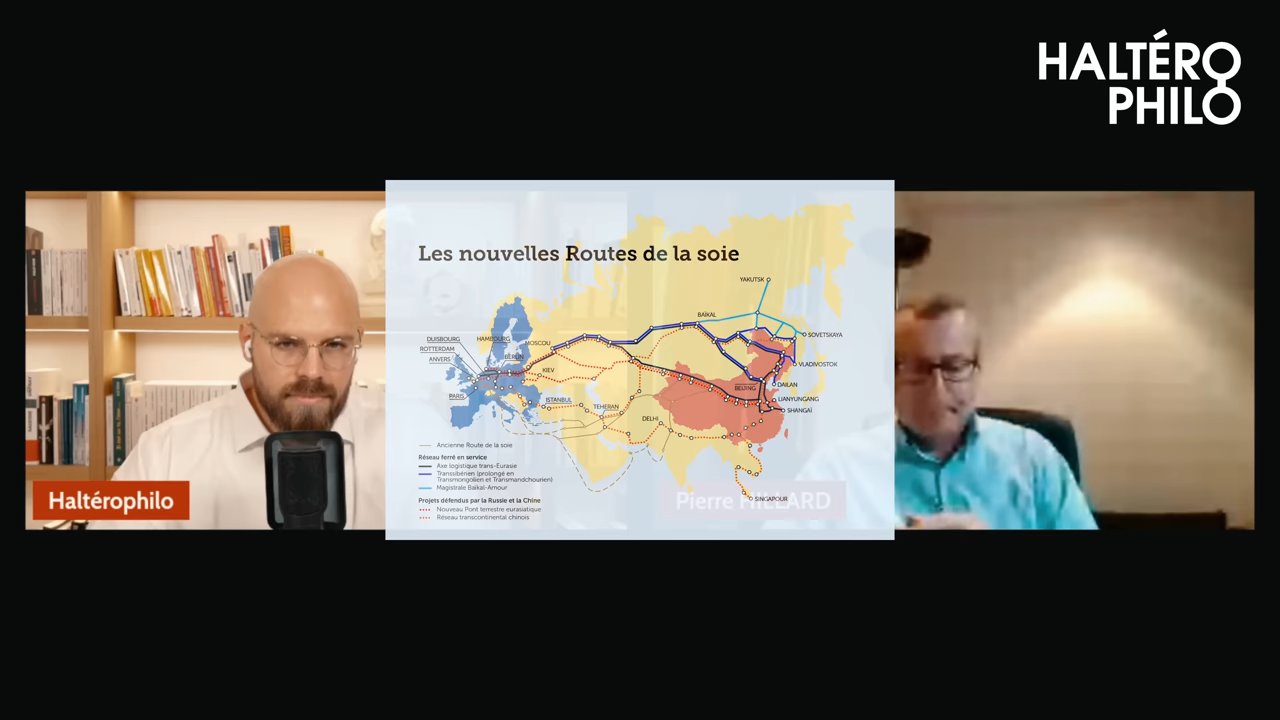 HALTÉRO
PHILO
Les nouvelles Routes de la soie
YAKUTSK
BAÏKAL
SOVETSKAYA
DUISBOURG
HAMBOURG
MOSCOU
ROTTERDAM
ANVERS
BERLIN
VLADIVOSTOK
KIEV
BEIJING
DAILAN
PARIS
ISTANBUL
LIANYUNGANG
TEHERAN
SHANGAÏ
DELHI
Ancienne Route de la soie
Réseau ferré en service
Axe logistique trans-Eurasie
Transsibérien (prolongé en
Transmongolien et Transmandchourien)
Magistrale Baïkal-Amour
SINGAPOUR
Projets défendus par la Russie et la Chine
Nouveau Pont terrestre eurasiatique
Réseau transcontinental chinois
Haltérophilo
Pierre HILLARD